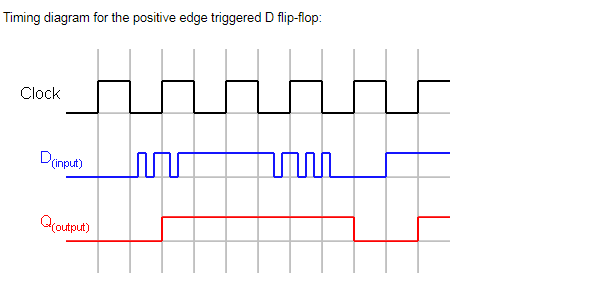 Timing diagram for the positive edge triggered D flip-flop:
Clock
D(input)
Q(output)